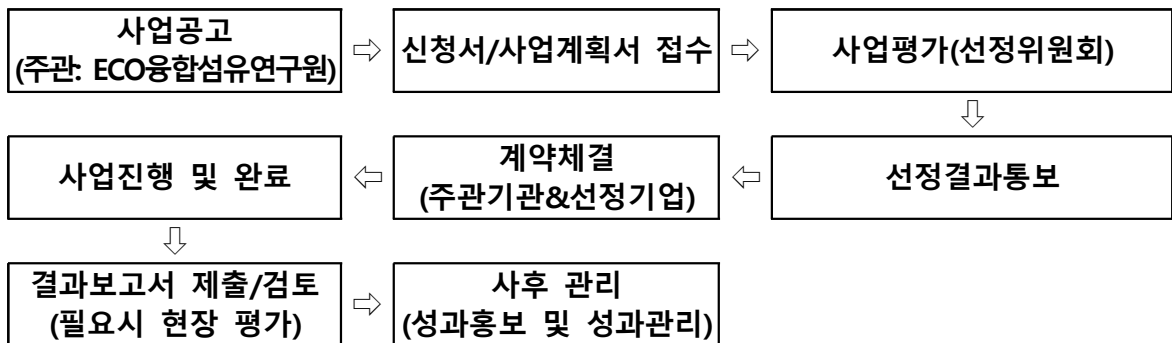 사업공고
(주관: ECO융합섬유연구원)
신청서/사업계획서 접수
사업평가(선정위원회)
선정결과통보
계약체결
(주관기관&선정기업)
사업진행 및 완료
결과보고서 제출/검토
(필요시 현장 평가)
사후 관리
(성과홍보 및 성과관리)